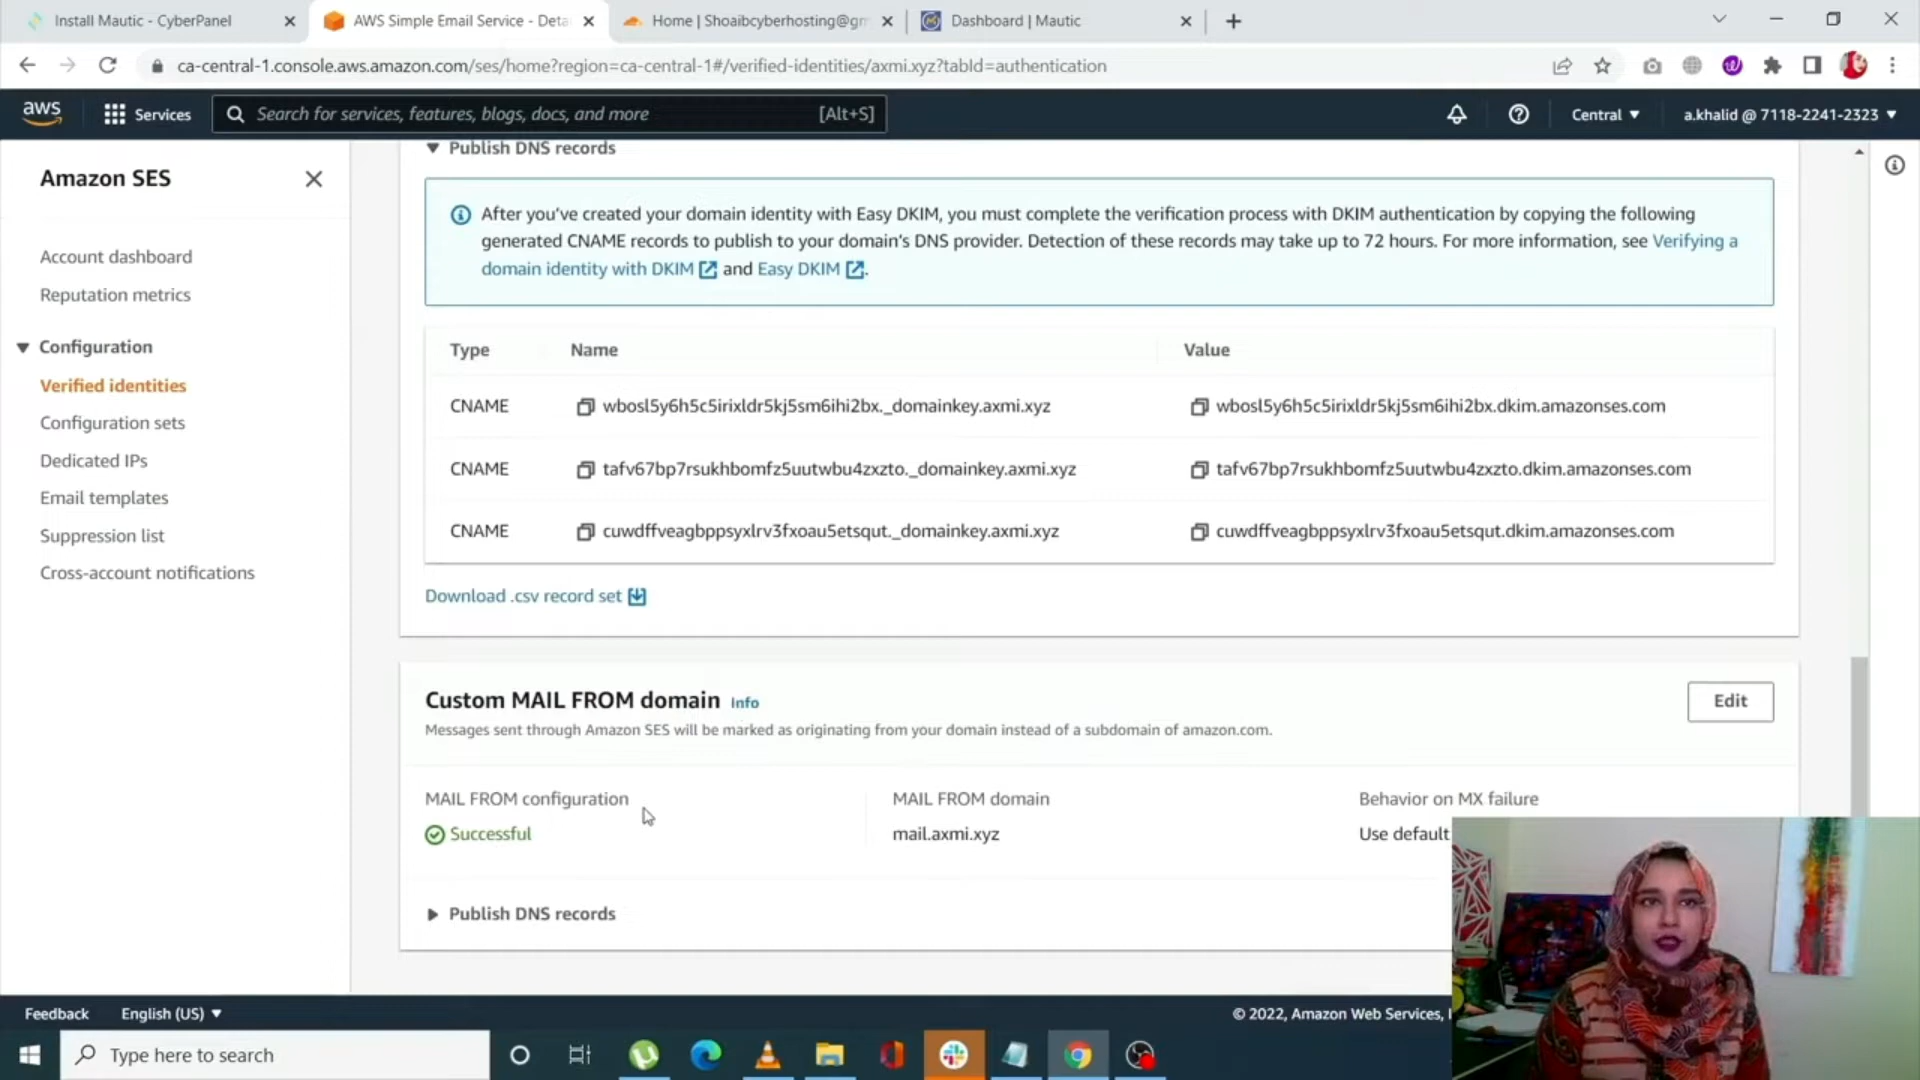 Install Mautic - CyberPanel
AWS Simple Email Service - Deta
Home | Shoaibcyberhosting@gm
Dashboard | Mautic
ca-central-1.console.aws.amazon.com/ses/home?region=ca-central-1#/verified-identities/axmi.xyz?tabId=authentication
aws
Services
Search for services, features, blogs, docs, and more
[Alt+S]
Central
a.khalid @ 7118-2241-2323
Amazon SES
Account dashboard
Reputation metrics
Configuration
Verified identities
Configuration sets
Dedicated IPs
Email templates
Suppression list
Cross-account notifications
Publish DNS records
After you've created your domain identity with Easy DKIM, you must complete the verification process with DKIM authentication by copying the following
generated CNAME records to publish to your domain's DNS provider. Detection of these records may take up to 72 hours. For more information, see Verifying a
domain identity with DKIM and Easy DKIM .
Type Name Value
CNAME wbosl5y6h5c5irixldr5kj5sm6ihi2bx._domainkey.axmi.xyz wbosl5y6h5c5irixldr5kj5sm6ihi2bx.dkim.amazonses.com
CNAME tafv67bp7rsukhbomfz5uutwbu4zxzto._domainkey.axmi.xyz tafv67bp7rsukhbomfz5uutwbu4zxzto.dkim.amazonses.com
CNAME cuwdffveagbppsyxlrv3fxoau5etsqut._domainkey.axmi.xyz cuwdffveagbppsyxlrv3fxoau5etsqut.dkim.amazonses.com
Download .csv record set
Custom MAIL FROM domain Info
Edit
Messages sent through Amazon SES will be marked as originating from your domain instead of a subdomain of amazon.com.
MAIL FROM configuration
Successful
MAIL FROM domain
mail.axmi.xyz
Behavior on MX failure
Use default
Publish DNS records
Feedback
English (US)
© 2022, Amazon Web Services, I
Type here to search